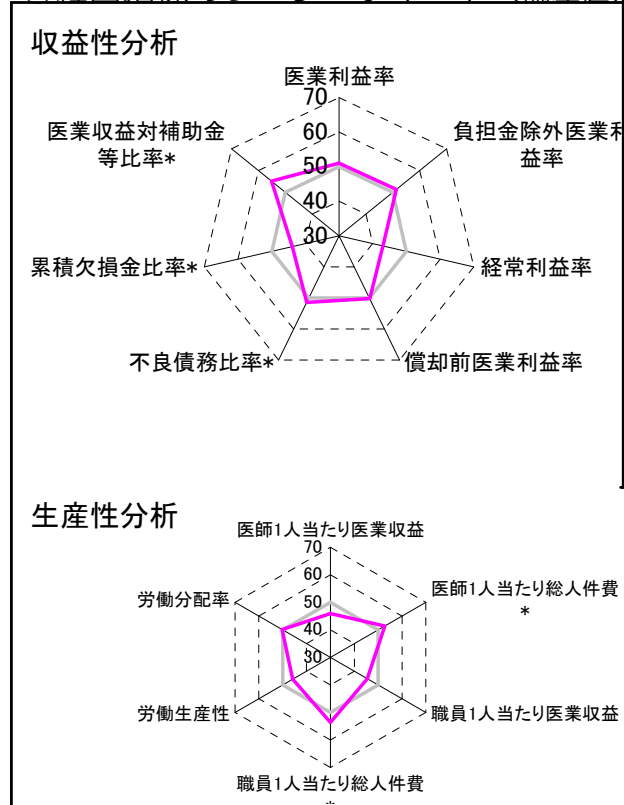 収益性分析
医業利益率
70
60
50
40
30
負担金除外医業利
益率
経常利益率
償却前医業利益率
不良債務比率*
累積欠損金比率*
医業収益対補助金
等比率*
生産性分析
医師1人当たり医業収益
70
60
50
40
30
医師1人当たり総人件費
*
職員1人当たり医業収益
職員1人当たり総人件費
*
労働生産性
労働分配率